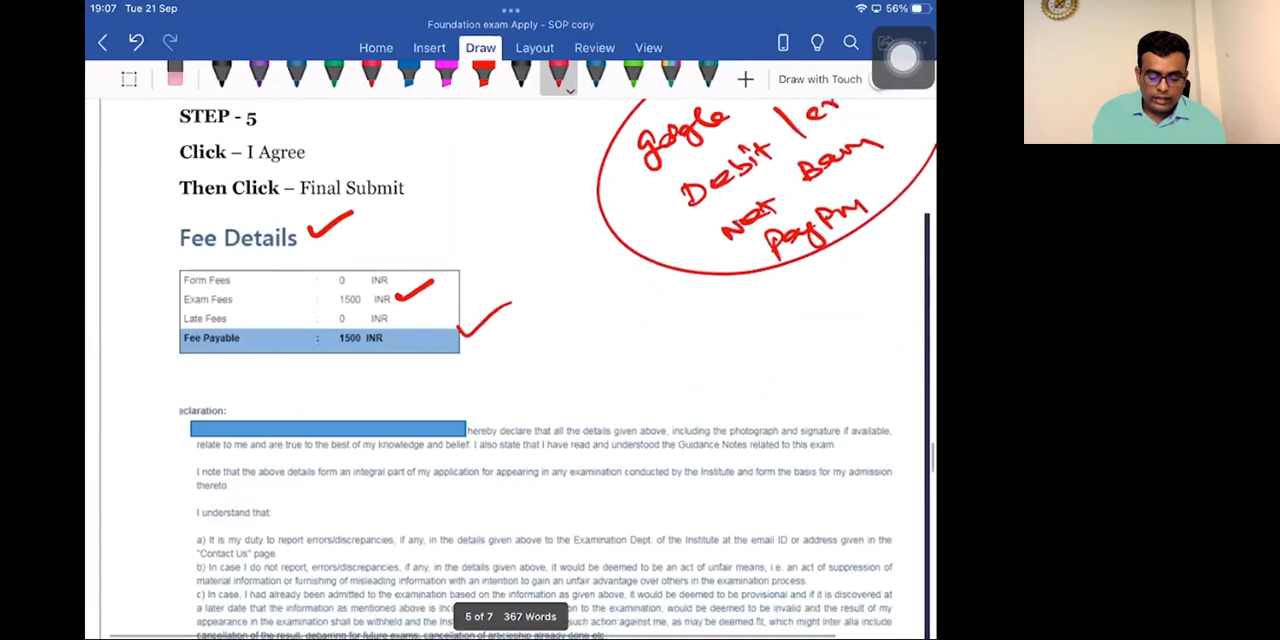 19:07 Tue 21 Sep
56%
Foundation exam Apply - SOP copy
Home Insert Draw Layout Review View
Draw with Touch
STEP - 5
Click – I Agree
Then Click – Final Submit
Google
Debit
Net
Fee Details
Form Fees : 0 INR
Exam Fees : 1500 INR
Late Fees : 0 INR
Fee Payable : 1500 INR
eclaration:
hereby declare that all the details given above, including the photograph and signature if available,
relate to me and are true to the best of my knowledge and belief. I also state that I have read and understood the Guidance Notes related to this exam.
I note that the above details form an integral part of my application for appearing in any examination conducted by the Institute and form the basis for my admission
thereto.
I understand that:
a) It is my duty to report errors/discrepancies, if any, in the details given above to the Examination Dept. of the Institute at the email ID or address given in the
"Contact Us" page.
b) In case I do not report, errors/discrepancies, if any, it would be deemed to be an act of unfair means, i.e. an act of suppression of
material information or furnishing of misleading information with an intention to gain an unfair advantage over others in the examination process.
c) In case, I had already been admitted to the examination based on the information as given above, it would be deemed to be provisional and if it is discovered at
a later date that the information as mentioned above is on to the examination, would be deemed to be invalid and the result of my
appearance in the examination shall be withheld and the such action against me, as may be deemed fit, which might inter alia include
cancellation of the result, debarring for future exams, cancellation of articleship already done etc.
5 of 7 367 Words